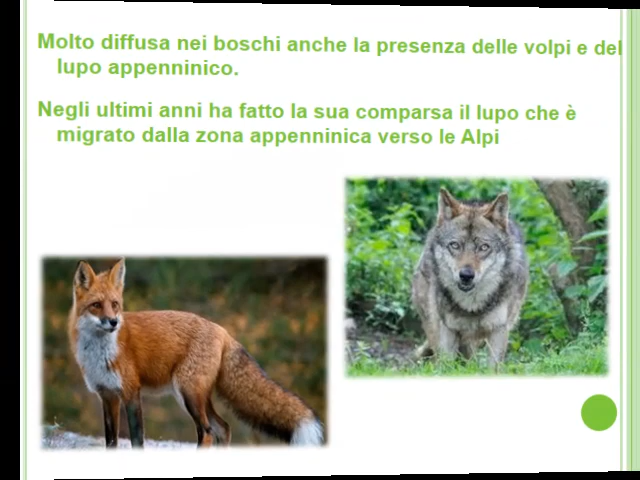 Molto diffusa nei boschi anche la presenza delle volpi e del
lupo appenninico.
Negli ultimi anni ha fatto la sua comparsa il lupo che è
migrato dalla zona appenninica verso le Alpi